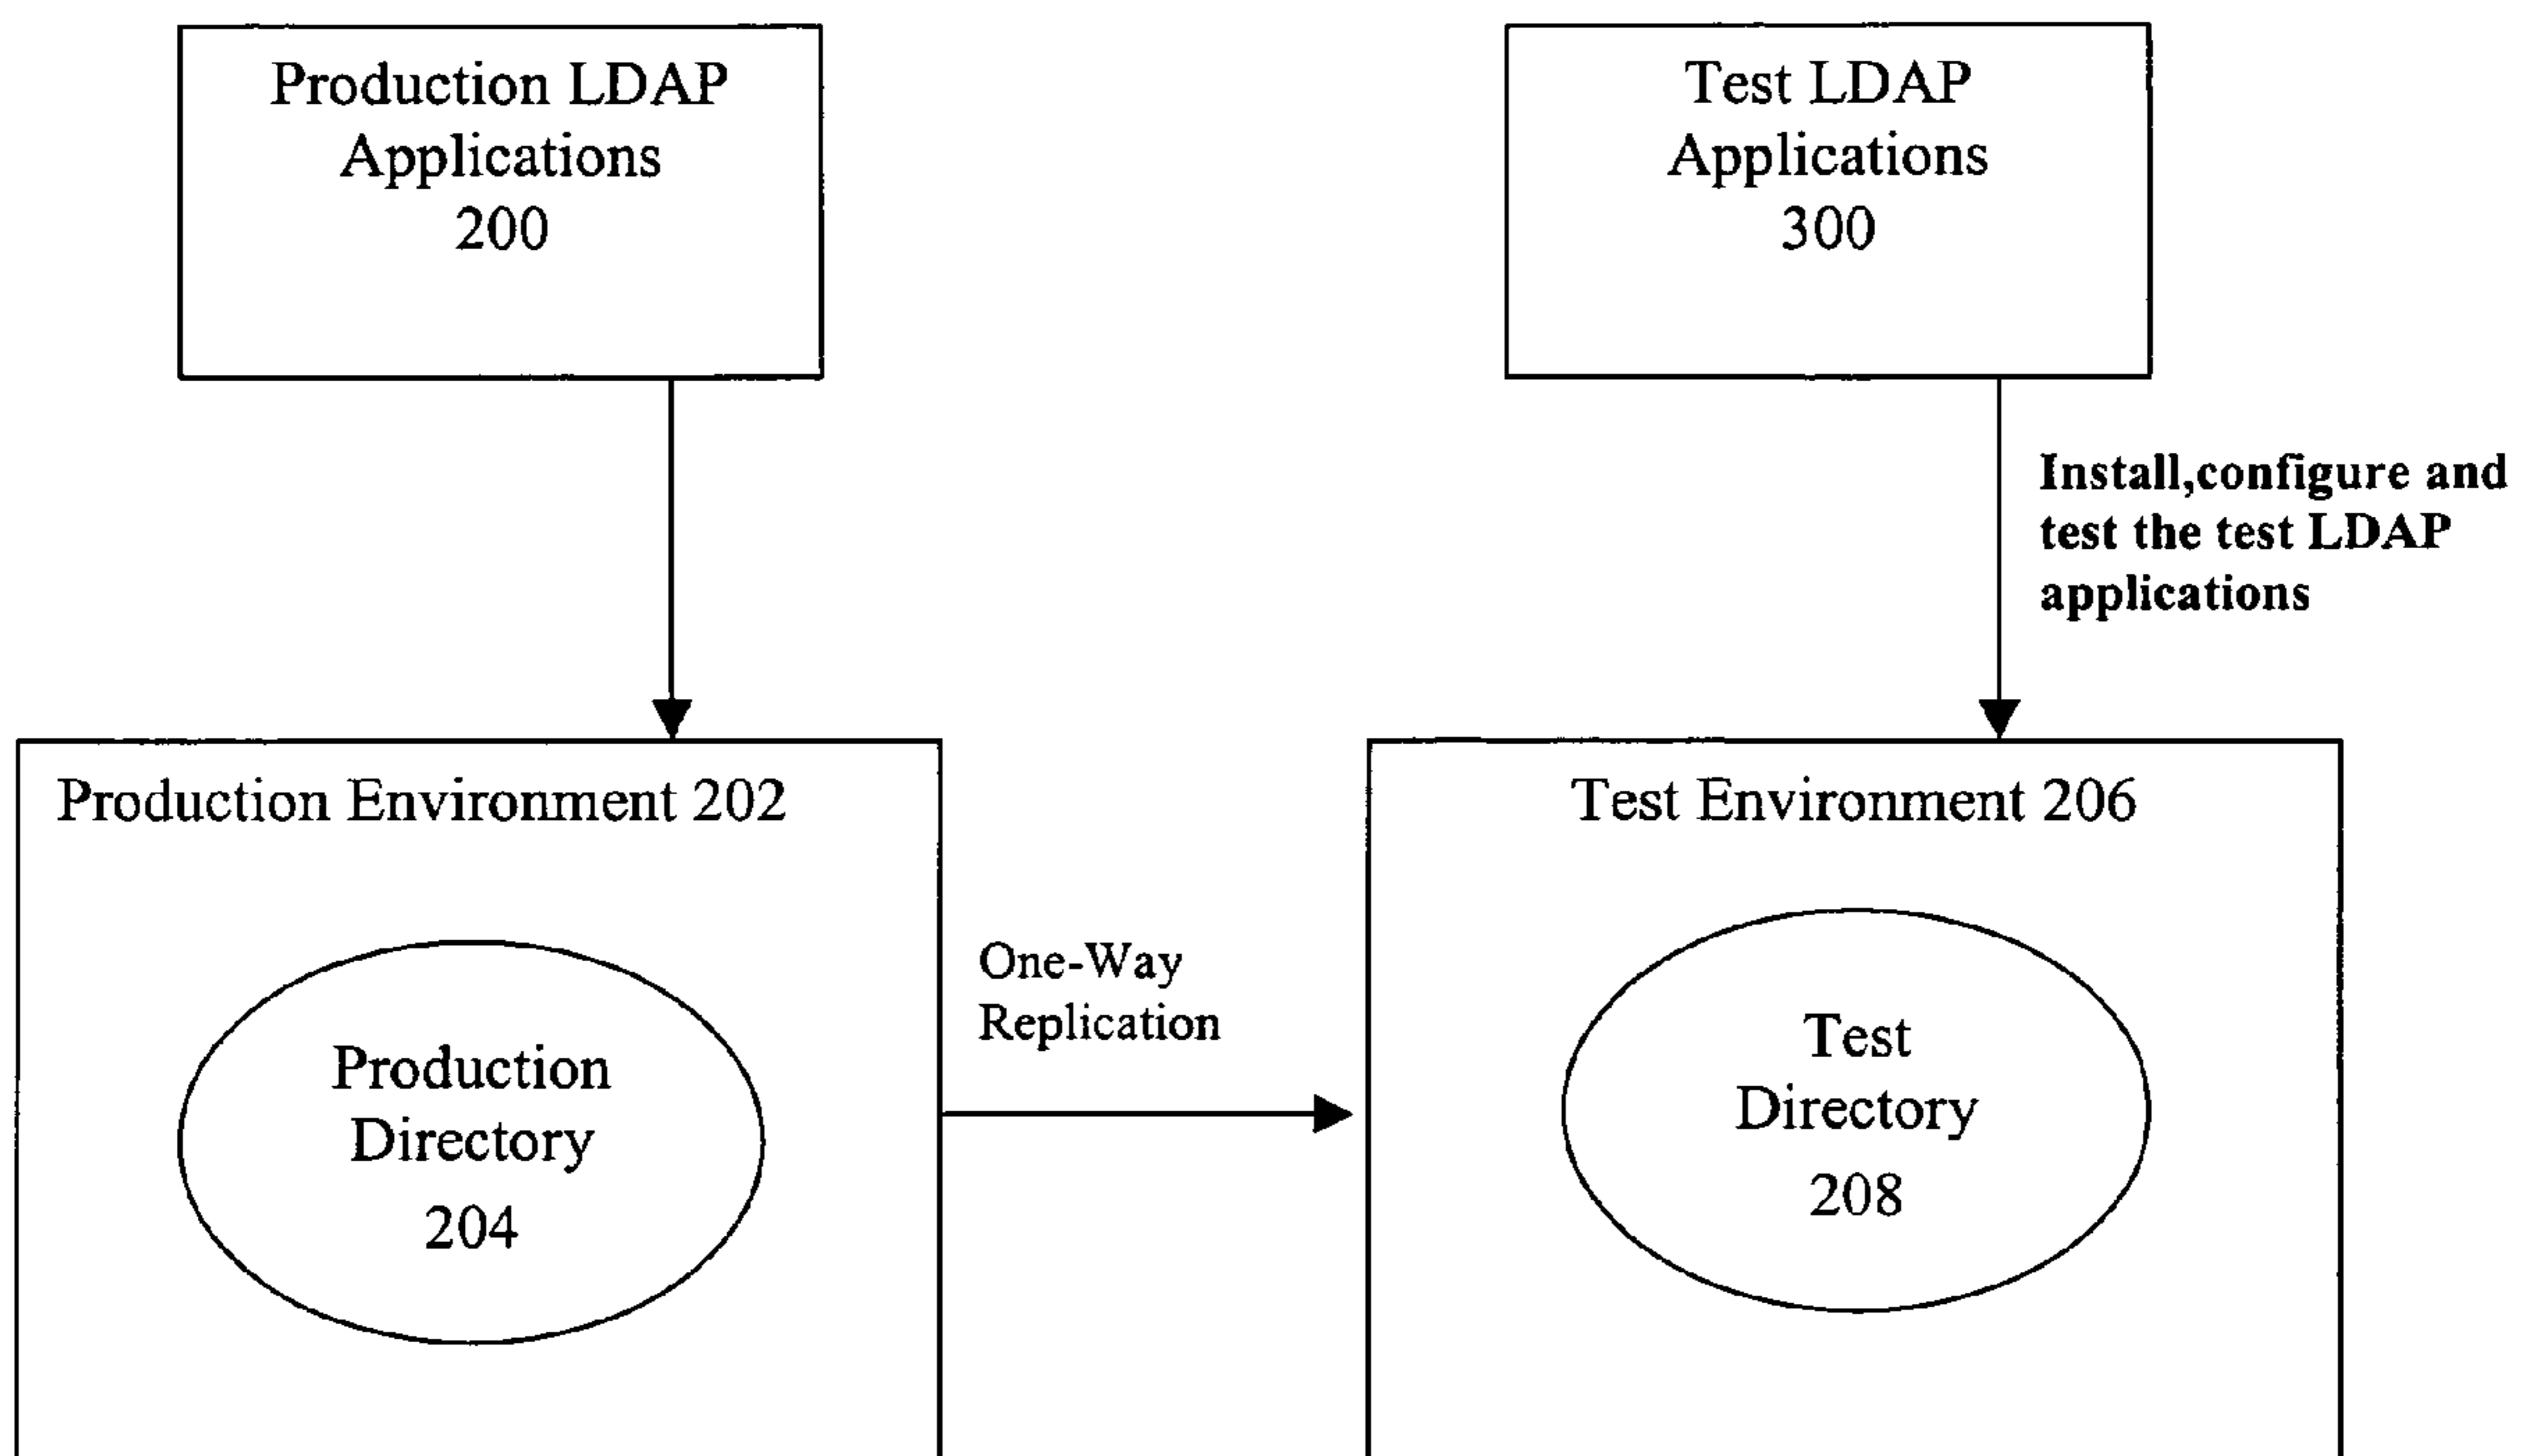 Production LDAP
Applications
200
Test LDAP
Applications
300
Install,configure and
test the test LDAP
applications
Production Environment 202
Test Environment 206
One-Way
Replication
Production
Directory
204
Test
Directory
208